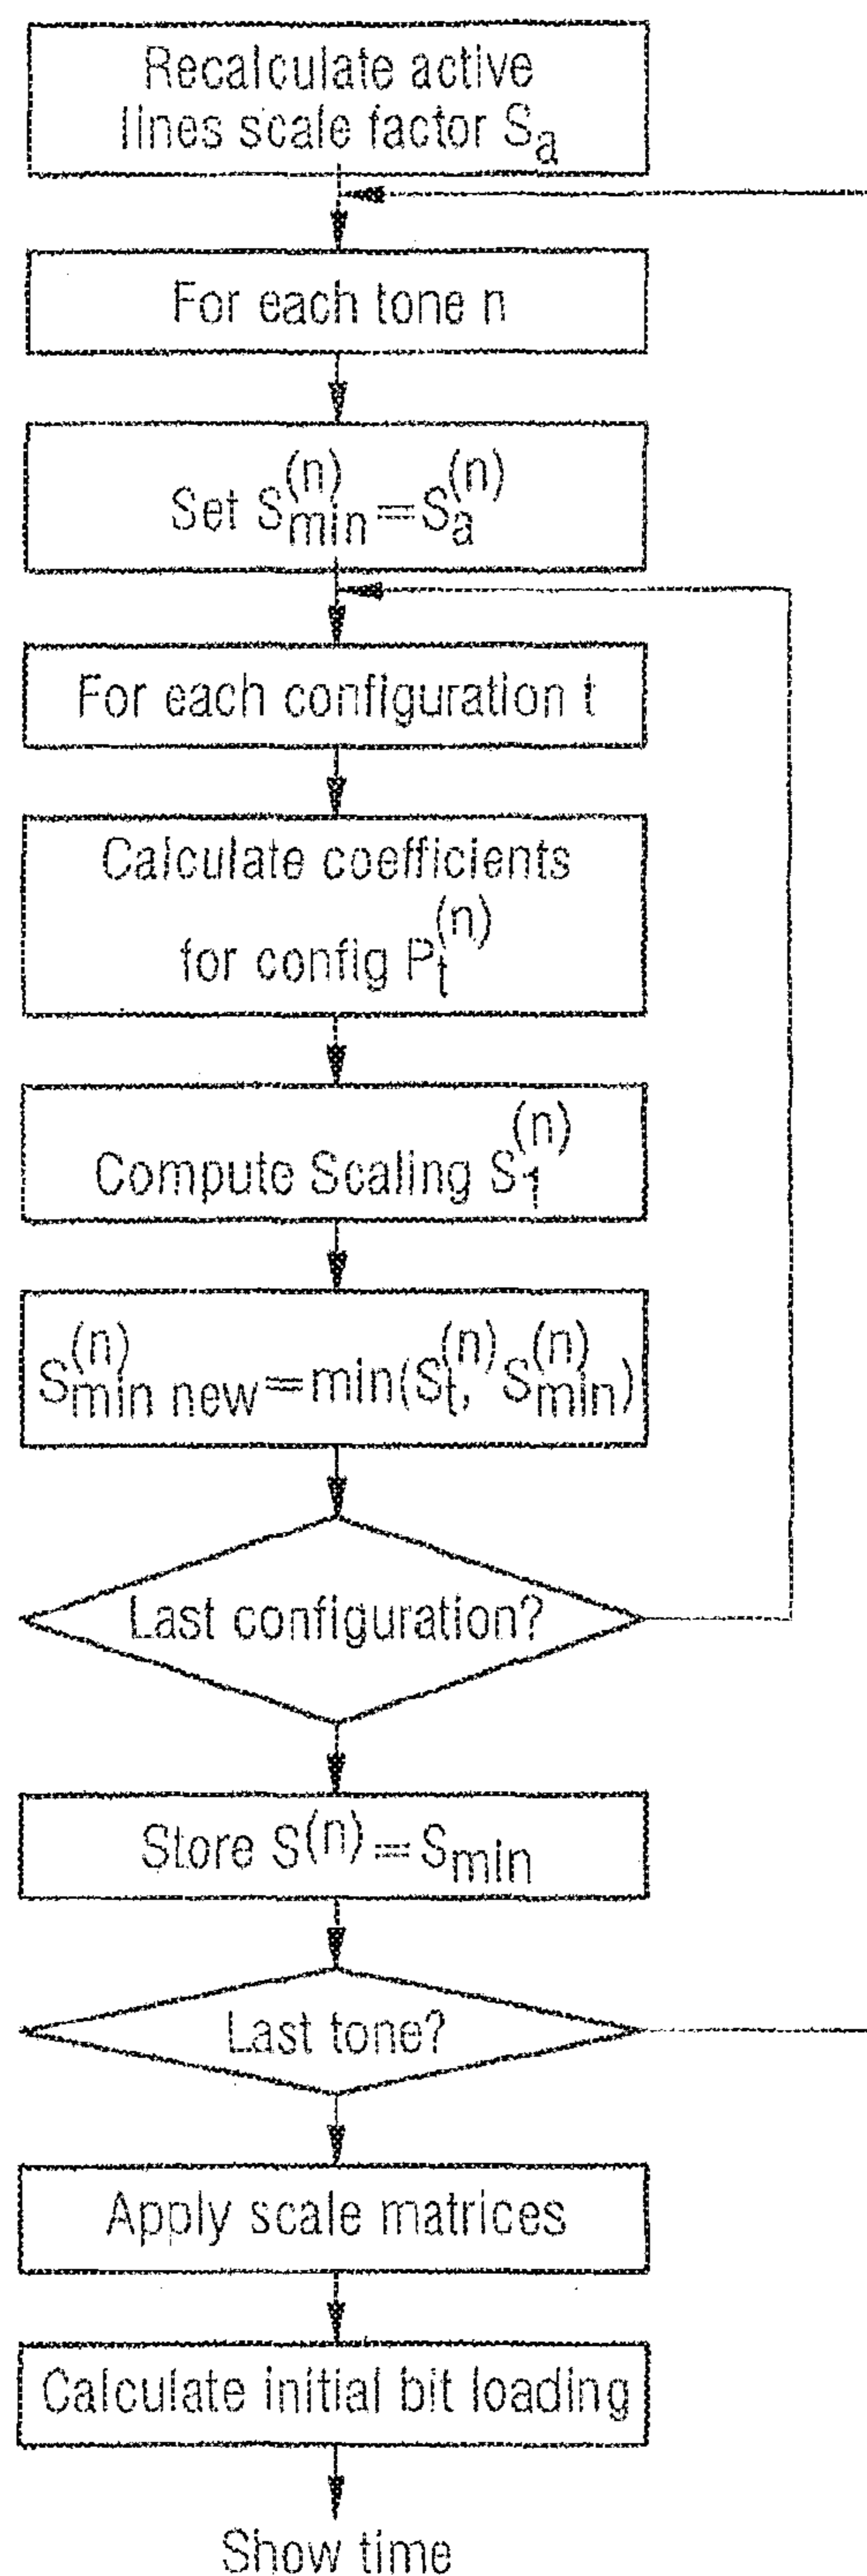 Recalculate active
lines scale factor Sₐ
For each tone n
Set S_min^(n) = S_a^(n)
For each configuration t
Calculate coefficients
for config P_t^(n)
Compute Scaling S_1^(n)
S_min new^(n) = min(S_t^(n), S_min^(n))
Last configuration?
Store S^(n) = S_min
Last tone?
Apply scale matrices
Calculate initial bit loading
Show time